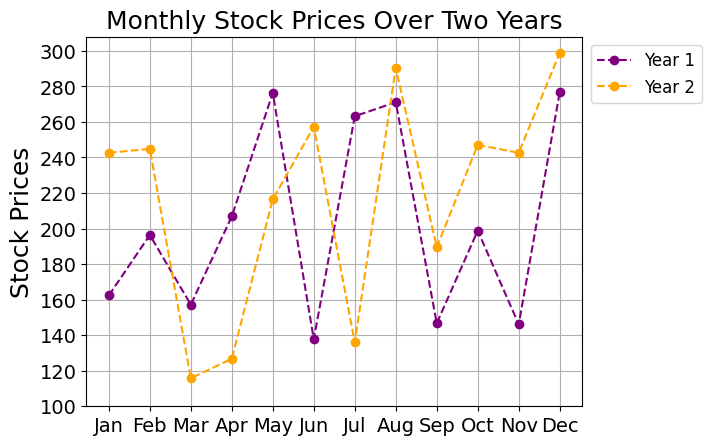 Monthly Stock Prices Over Two Years
Stock Prices
300
280
260
240
220
200
180
160
140
120
100
Jan Feb Mar Apr May Jun Jul Aug Sep Oct Nov Dec
Year 1
Year 2